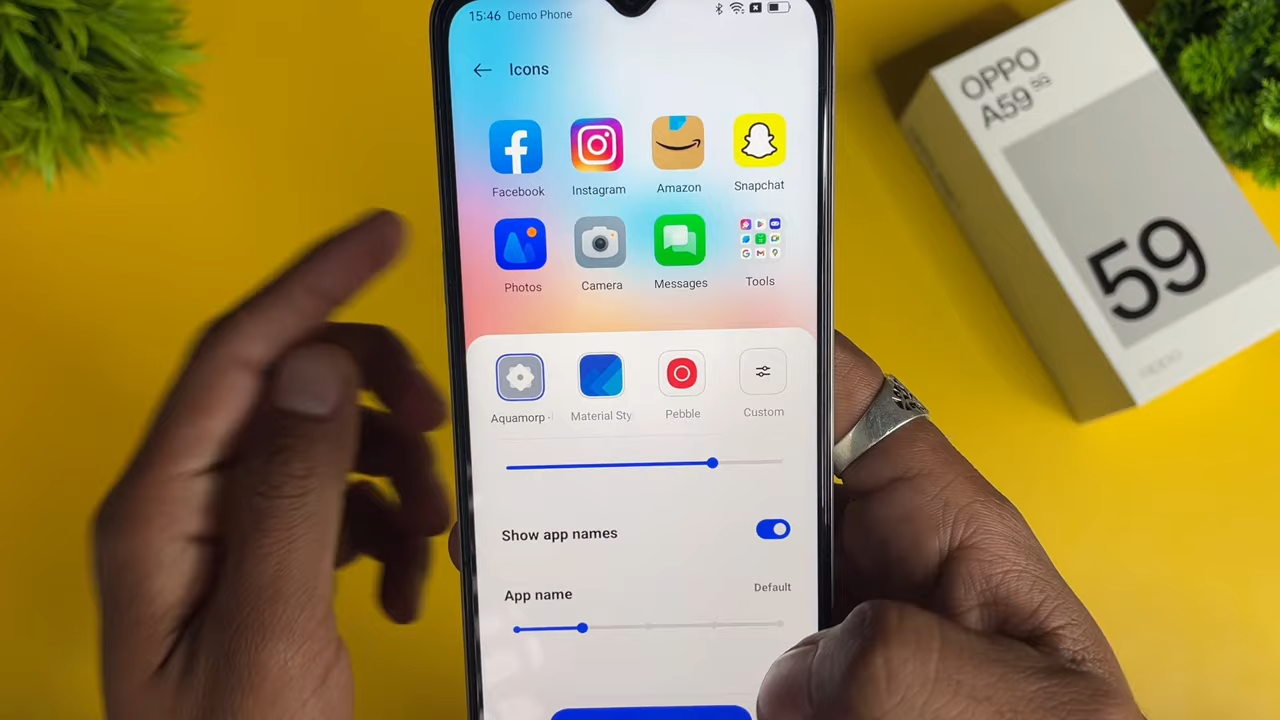 15:46 Demo Phone
Icons
Facebook
Instagram
Amazon
Snapchat
Photos
Camera
Messages
Tools
Aquamorp -
Material Sty
Pebble
Custom
Show app names
App name
Default
OPPO
A59 5G
59